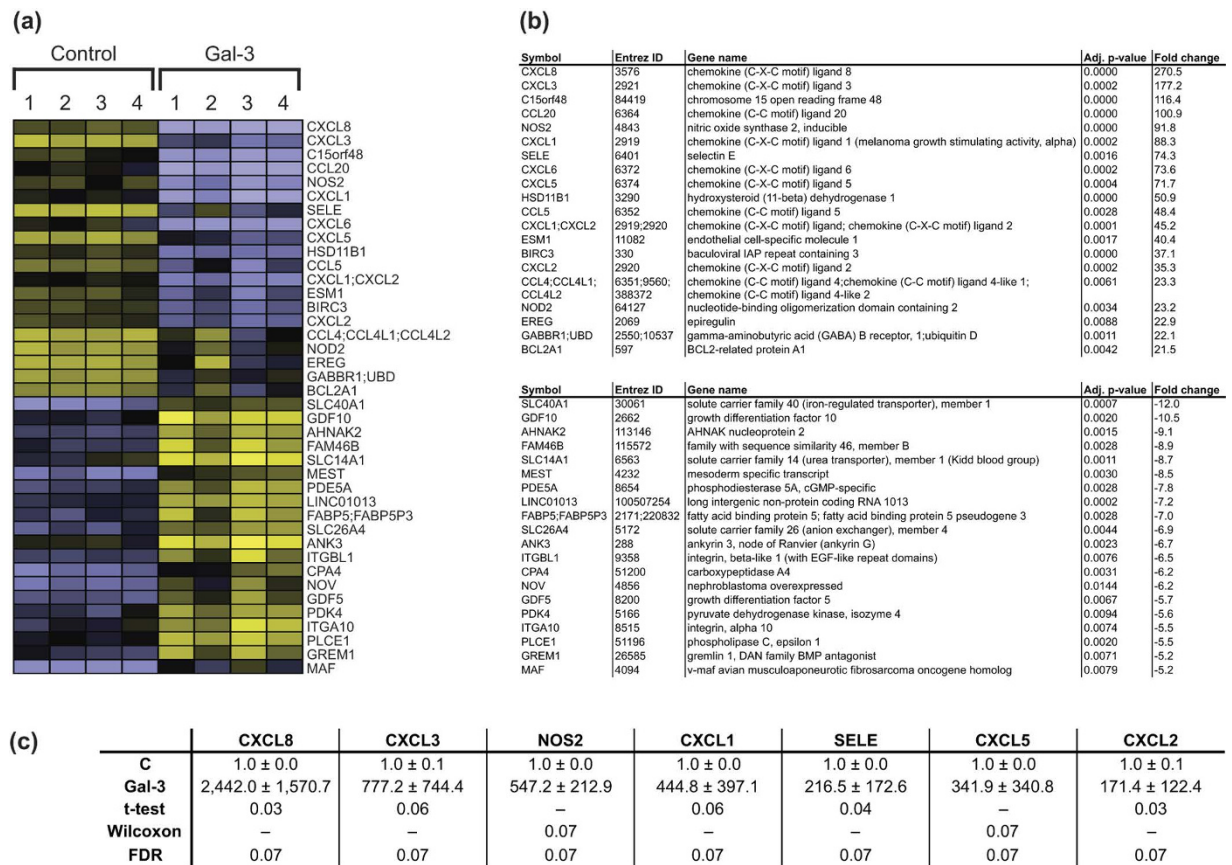 (a)
Control Gal-3
1 2 3 4 1 2 3 4
CXCL8
CXCL3
C15orf48
CCL20
NOS2
CXCL1
SELE
CXCL6
CXCL5
HSD11B1
CCL5
CXCL1;CXCL2
ESM1
BIRC3
CXCL2
CCL4;CCL4L1;CCL4L2
NOD2
EREG
GABBR1;UBD
BCL2A1
SLC40A1
GDF10
AHNAK2
FAM46B
SLC14A1
MEST
PDE5A
LINC01013
FABP5;FABP5P3
SLC26A4
ANK3
ITGBL1
CPA4
NOV
GDF5
PDK4
ITGA10
PLCE1
GREM1
MAF
(b)
Symbol Entrez ID Gene name Adj. p-value Fold change
CXCL8 3576 chemokine (C-X-C motif) ligand 8 0.0000 270.5
CXCL3 2921 chemokine (C-X-C motif) ligand 3 0.0002 177.2
C15orf48 84419 chromosome 15 open reading frame 48 0.0000 116.4
CCL20 6364 chemokine (C-C motif) ligand 20 0.0000 100.9
NOS2 4843 nitric oxide synthase 2, inducible 0.0000 91.8
CXCL1 2919 chemokine (C-X-C motif) ligand 1 (melanoma growth stimulating activity, alpha) 0.0002 88.3
SELE 6401 selectin E 0.0016 74.3
CXCL6 6372 chemokine (C-X-C motif) ligand 6 0.0002 73.6
CXCL5 6374 chemokine (C-X-C motif) ligand 5 0.0004 71.7
HSD11B1 3290 hydroxysteroid (11-beta) dehydrogenase 1 0.0000 50.9
CCL5 6352 chemokine (C-C motif) ligand 5 0.0028 48.4
CXCL1;CXCL2 2919;2920 chemokine (C-X-C motif) ligand; chemokine (C-X-C motif) ligand 2 0.0001 45.2
ESM1 11082 endothelial cell-specific molecule 1 0.0017 40.4
BIRC3 330 baculoviral IAP repeat containing 3 0.0000 37.1
CXCL2 2920 chemokine (C-X-C motif) ligand 2 0.0002 35.3
CCL4;CCL4L1; 6351;9560; chemokine (C-C motif) ligand 4;chemokine (C-C motif) ligand 4-like 1; 0.0061 23.3
CCL4L2 388372 chemokine (C-C motif) ligand 4-like 2
NOD2 64127 nucleotide-binding oligomerization domain containing 2 0.0034 23.2
EREG 2069 epiregulin 0.0088 22.9
GABBR1;UBD 2550;10537 gamma-aminobutyric acid (GABA) B receptor, 1;ubiquitin D 0.0011 22.1
BCL2A1 597 BCL2-related protein A1 0.0042 21.5
Symbol Entrez ID Gene name Adj. p-value Fold change
SLC40A1 30061 solute carrier family 40 (iron-regulated transporter), member 1 0.0007 -12.0
GDF10 2662 growth differentiation factor 10 0.0020 -10.5
AHNAK2 113146 AHNAK nucleoprotein 2 0.0015 -9.1
FAM46B 115572 family with sequence similarity 46, member B 0.0028 -8.9
SLC14A1 6563 solute carrier family 14 (urea transporter), member 1 (Kidd blood group) 0.0011 -8.7
MEST 4232 mesoderm specific transcript 0.0030 -8.5
PDE5A 8654 phosphodiesterase 5A, cGMP-specific 0.0028 -7.8
LINC01013 100507254 long intergenic non-protein coding RNA 1013 0.0002 -7.2
FABP5;FABP5P3 2171;220832 fatty acid binding protein 5; fatty acid binding protein 5 pseudogene 3 0.0028 -7.0
SLC26A4 5172 solute carrier family 26 (anion exchanger), member 4 0.0044 -6.9
ANK3 288 ankyrin 3, node of Ranvier (ankyrin G) 0.0023 -6.7
ITGBL1 9358 integrin, beta-like 1 (with EGF-like repeat domains) 0.0076 -6.5
CPA4 51200 carboxypeptidase A4 0.0031 -6.2
NOV 4856 nephroblastoma overexpressed 0.0144 -6.2
GDF5 8200 growth differentiation factor 5 0.0067 -5.7
PDK4 5166 pyruvate dehydrogenase kinase, isozyme 4 0.0094 -5.6
ITGA10 8515 integrin, alpha 10 0.0074 -5.5
PLCE1 51196 phospholipase C, epsilon 1 0.0020 -5.5
GREM1 26585 gremlin 1, DAN family BMP antagonist 0.0071 -5.2
MAF 4094 v-maf avian musculoaponeurotic fibrosarcoma oncogene homolog 0.0079 -5.2
(c)
CXCL8 CXCL3 NOS2 CXCL1 SELE CXCL5 CXCL2
C 1.0 ± 0.0 1.0 ± 0.1 1.0 ± 0.0 1.0 ± 0.0 1.0 ± 0.0 1.0 ± 0.0 1.0 ± 0.1
Gal-3 2,442.0 ± 1,570.7 777.2 ± 744.4 547.2 ± 212.9 444.8 ± 397.1 216.5 ± 172.6 341.9 ± 340.8 171.4 ± 122.4
t-test 0.03 0.06 – 0.06 0.04 – 0.03
Wilcoxon – – 0.07 – – 0.07 –
FDR 0.07 0.07 0.07 0.07 0.07 0.07 0.07